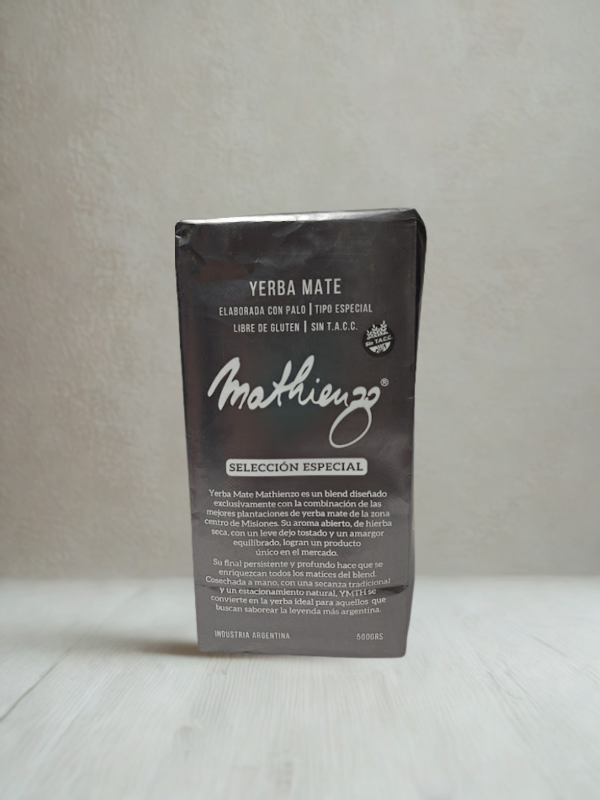 YERBA MATE
ELABORADA CON PALO | TIPO ESPECIAL
LIBRE DE GLUTEN | SIN T.A.C.C.
Sin T.A.C.C.
Mathienzo®
SELECCIÓN ESPECIAL
Yerba Mate Mathienzo es un blend diseñado
exclusivamente con la combinación de las
mejores plantaciones de yerba mate de la zona
centro de Misiones. Su aroma abierto, de hierba
seca, con un leve dejo tostado y un amargor
equilibrado, logran un producto
único en el mercado.
Su final persistente y profundo hace que se
enriquezcan todos los matices del blend.
Cosechada a mano, con una secanza tradicional
y un estacionamiento natural, YMTH se
convierte en la yerba ideal para aquellos que
buscan saborear la leyenda más argentina.
INDUSTRIA ARGENTINA 500GRS